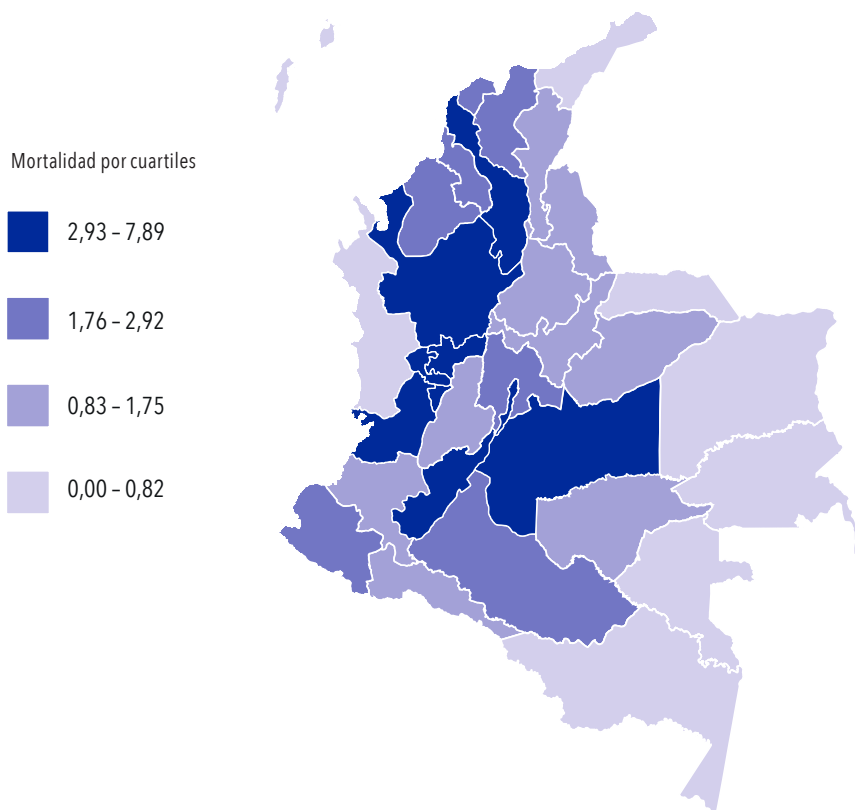 Mortalidad por cuartiles
2,93 – 7,89
1,76 – 2,92
0,83 – 1,75
0,00 – 0,82